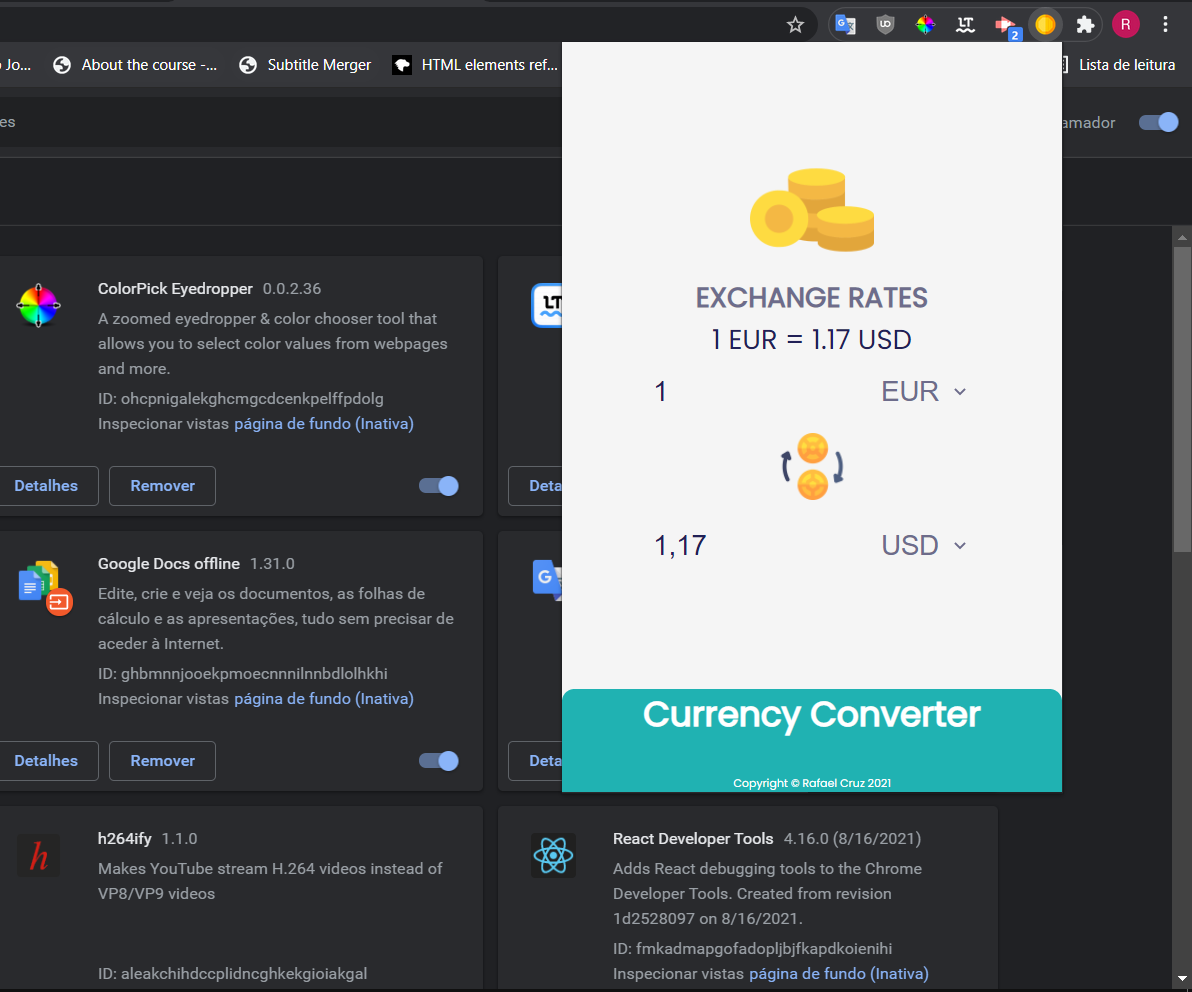 R
2
Jo...
About the course -...
Subtitle Merger
HTML elements ref...
Lista de leitura
es
amador
EXCHANGE RATES
1 EUR = 1.17 USD
1
EUR
1,17
USD
Currency Converter
Copyright © Rafael Cruz 2021
ColorPick Eyedropper 0.0.2.36
A zoomed eyedropper & color chooser tool that
allows you to select color values from webpages
and more.
ID: ohcpnigalekghcmgcdcenkpelffpdolg
Inspecionar vistas página de fundo (Inativa)
Detalhes
Remover
LT
Deta
Google Docs offline 1.31.0
Edite, crie e veja os documentos, as folhas de
cálculo e as apresentações, tudo sem precisar de
aceder à Internet.
ID: ghbmnnjooekpmoecnnnilnnbdlolhkhi
Inspecionar vistas página de fundo (Inativa)
Detalhes
Remover
G
Deta
h
h264ify 1.1.0
Makes YouTube stream H.264 videos instead of
VP8/VP9 videos
ID: aleakchihdccplidncghkekgioiakgal
React Developer Tools 4.16.0 (8/16/2021)
Adds React debugging tools to the Chrome
Developer Tools. Created from revision
1d2528097 on 8/16/2021.
ID: fmkadmapgofadopljbjfkapdkoienihi
Inspecionar vistas página de fundo (Inativa)